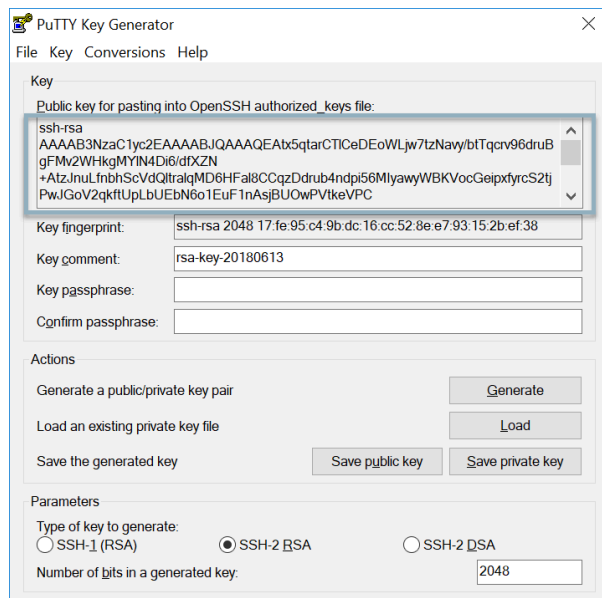 PuTTY Key Generator
File Key Conversions Help
Key
Public key for pasting into OpenSSH authorized_keys file:
ssh-rsa
AAAAB3NzaC1yc2EAAAABJQAAAQEAtx5qtarCTlCeDEoWLjw7tzNavy/btTqcrv96druB
gFMv2WHkgMYlN4Di6/dfXZN
+AtzJnuLfnbhScVdQltralqMD6HFal8CCqzDdrub4ndpi56MlyawyWBKVocGeipxfyrcS2tj
PwJGoV2qkftUpLbUEbN6o1EuF1nAsjBUOwPVtkeVPC
Key fingerprint: ssh-rsa 2048 17:fe:95:c4:9b:dc:16:cc:52:8e:e7:93:15:2b:ef:38
Key comment: rsa-key-20180613
Key passphrase:
Confirm passphrase:
Actions
Generate a public/private key pair Generate
Load an existing private key file Load
Save the generated key Save public key Save private key
Parameters
Type of key to generate:
SSH-1 (RSA) SSH-2 RSA SSH-2 DSA
Number of bits in a generated key: 2048